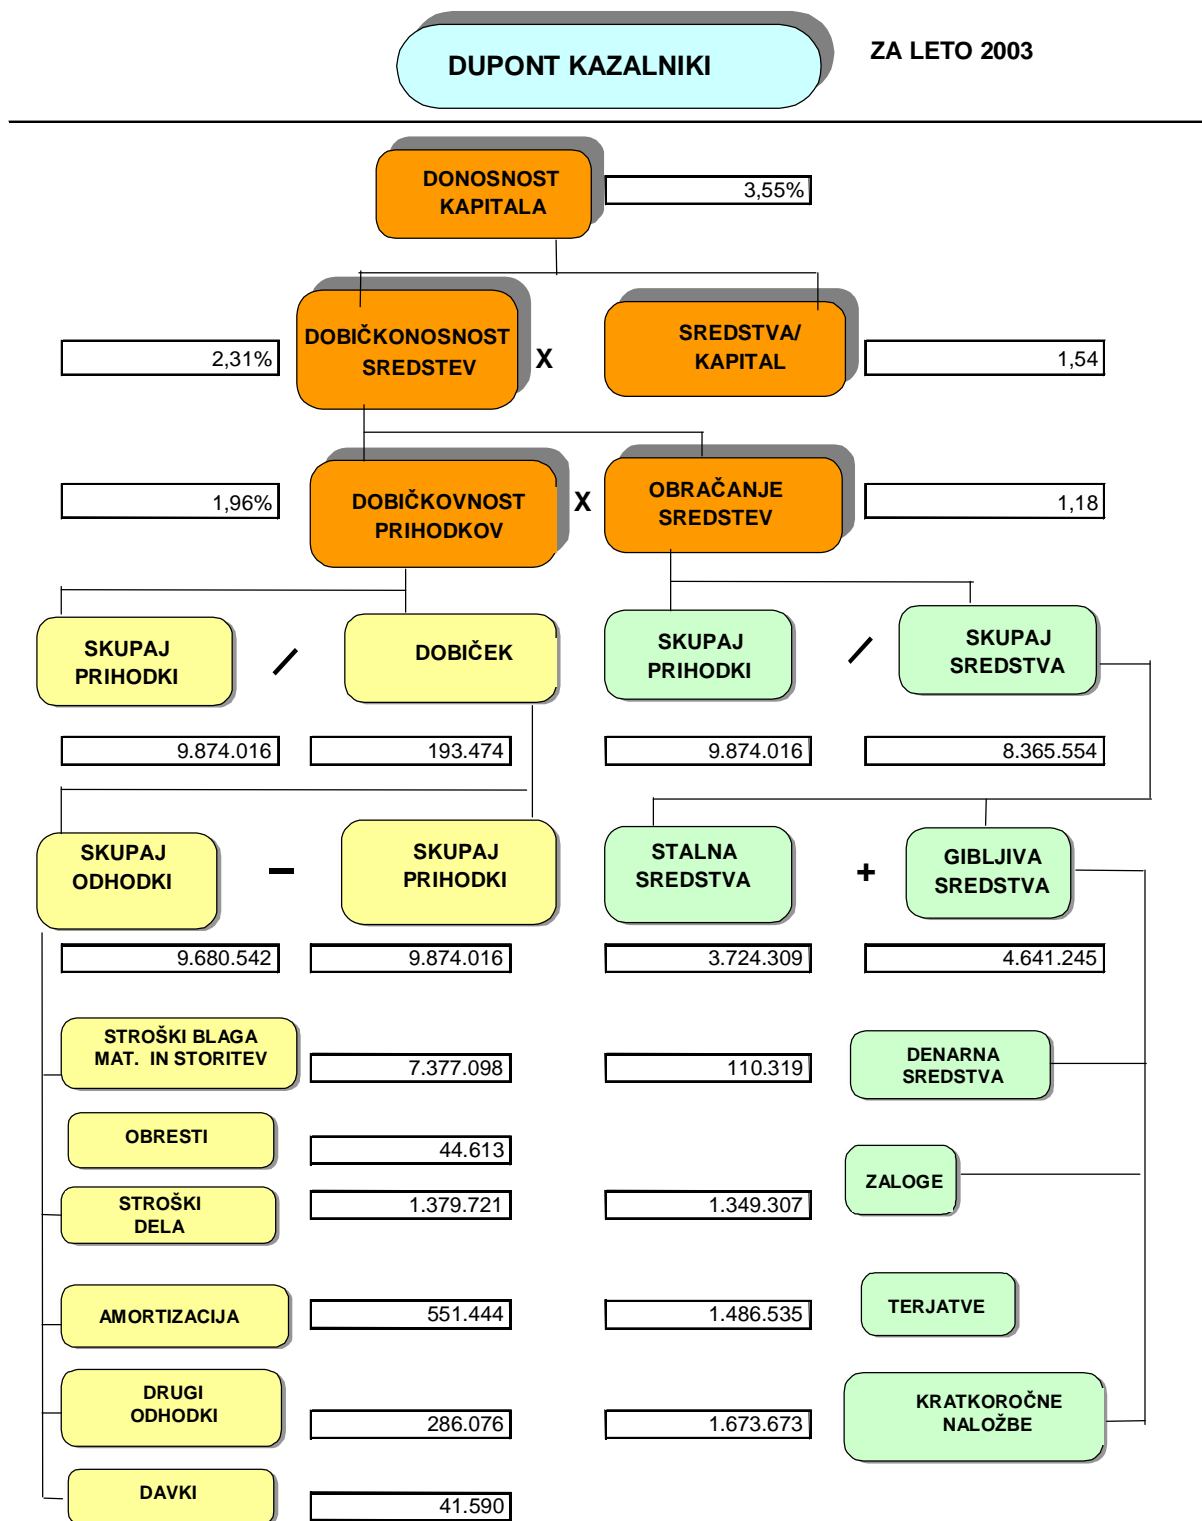 DUPONT KAZALNIKI
ZA LETO 2003
DONOSNOST
KAPITALA
3,55%
DOBIČKONOSNOST
SREDSTEV
X
SREDSTVA/
KAPITAL
2,31%
1,54
DOBIČKOVNOST
PRIHODKOV
X
OBRAČANJE
SREDSTEV
1,96%
1,18
SKUPAJ
PRIHODKI
/
DOBIČEK
SKUPAJ
PRIHODKI
/
SKUPAJ
SREDSTVA
9.874.016
193.474
9.874.016
8.365.554
SKUPAJ
ODHODKI
–
SKUPAJ
PRIHODKI
STALNA
SREDSTVA
+
GIBLJIVA
SREDSTVA
9.680.542
9.874.016
3.724.309
4.641.245
STROŠKI BLAGA
MAT. IN STORITEV
7.377.098
110.319
DENARNA
SREDSTVA
OBRESTI
44.613
STROŠKI
DELA
1.379.721
1.349.307
ZALOGE
AMORTIZACIJA
551.444
1.486.535
TERJATVE
DRUGI
ODHODKI
286.076
1.673.673
KRATKOROČNE
NALOŽBE
DAVKI
41.590